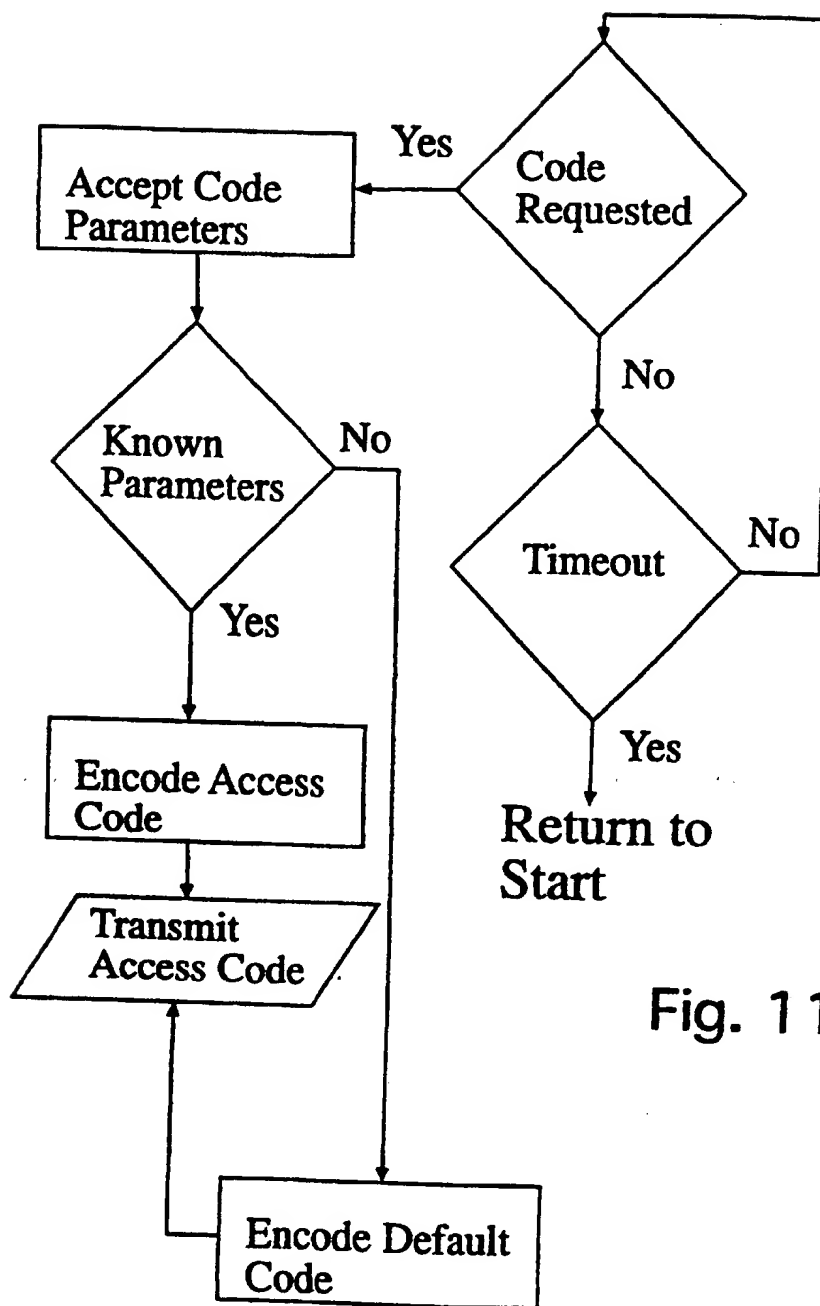 Yes
Code
Requested
Accept Code
Parameters
No
Known
Parameters
No
Timeout
No
Yes
Yes
Encode Access
Code
Return to
Start
Transmit
Access Code
Fig. 11
Encode Default
Code